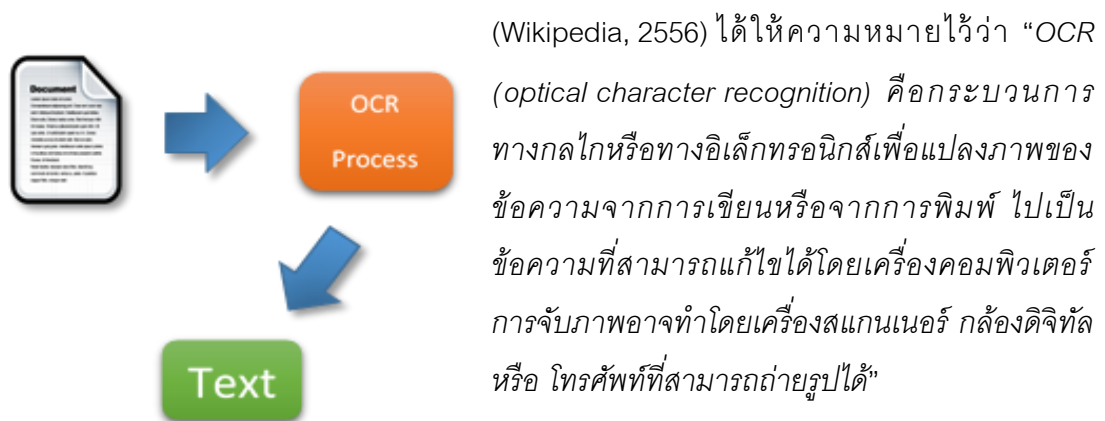 Document
OCR
Process
Text
(Wikipedia, 2556) ได้ให้ความหมายไว้ว่า “OCR
(optical character recognition) คือกระบวนการ
ทางกลไกหรือทางอิเล็กทรอนิกส์เพื่อแปลงภาพของ
ข้อความจากการเขียนหรือจากการพิมพ์ ไปเป็น
ข้อความที่สามารถแก้ไขได้โดยเครื่องคอมพิวเตอร์
การจับภาพอาจทำโดยเครื่องสแกนเนอร์ กล้องดิจิทัล
หรือ โทรศัพท์ที่สามารถถ่ายรูปได้”